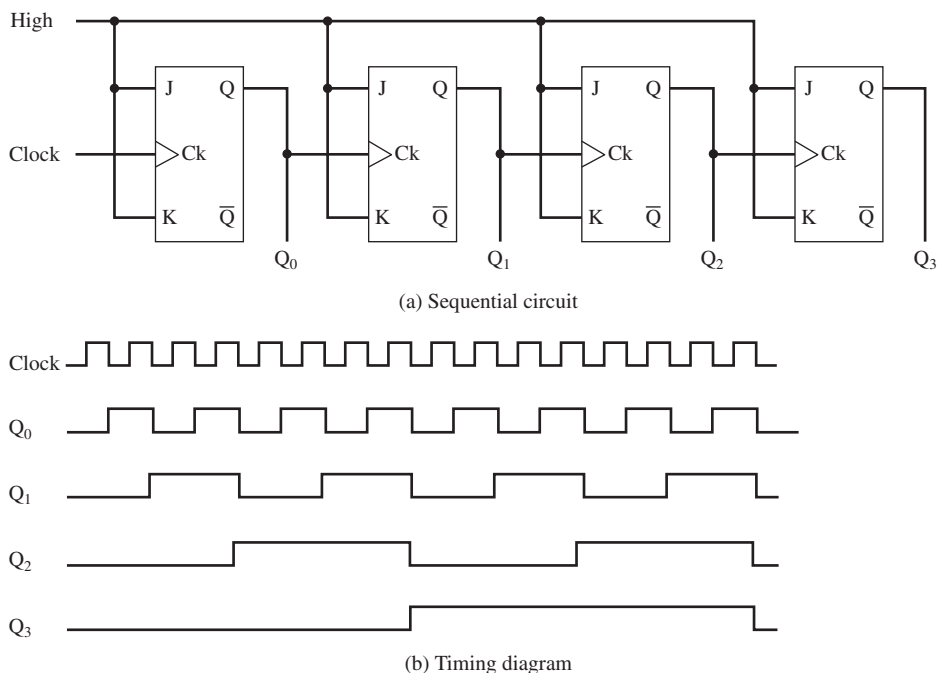 High
J Q J Q J Q J Q
Clock Ck Ck Ck Ck
K Q̅ K Q̅ K Q̅ K Q̅
Q₀ Q₁ Q₂ Q₃
(a) Sequential circuit
Clock
Q₀
Q₁
Q₂
Q₃
(b) Timing diagram